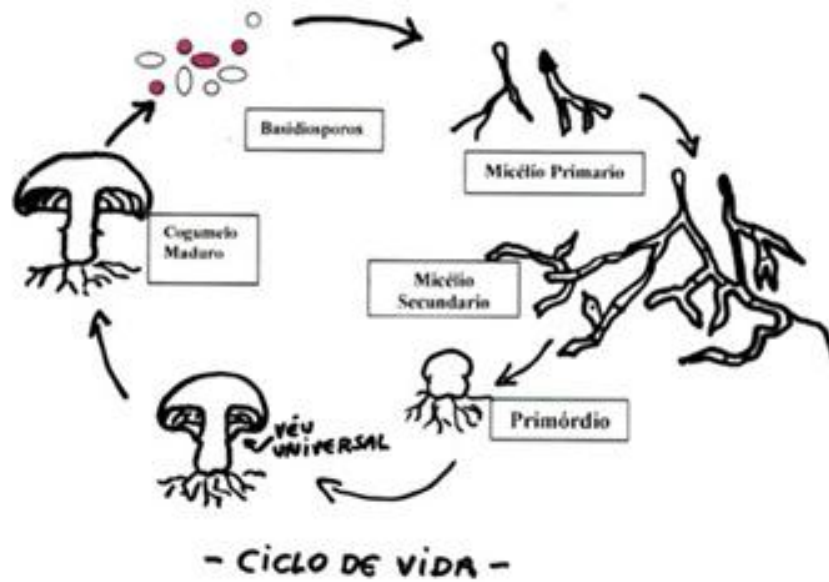 Basidiosporos
Micélio Primario
Cogumelo
Maduro
Micélio
Secundario
Primórdio
VÉU
UNIVERSAL
- CICLO DE VIDA -